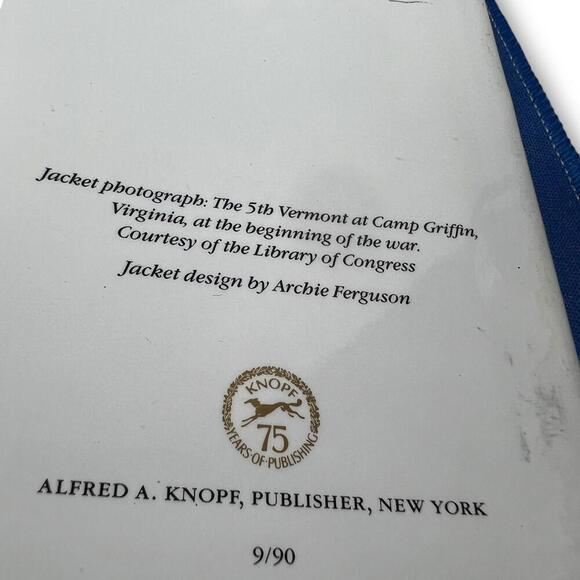 Jacket photograph: The 5th Vermont at Camp Griffin,
Virginia, at the beginning of the war.
Courtesy of the Library of Congress
Jacket design by Archie Ferguson
KNOPF
75
YEARS OF PUBLISHING
ALFRED A. KNOPF, PUBLISHER, NEW YORK
9/90